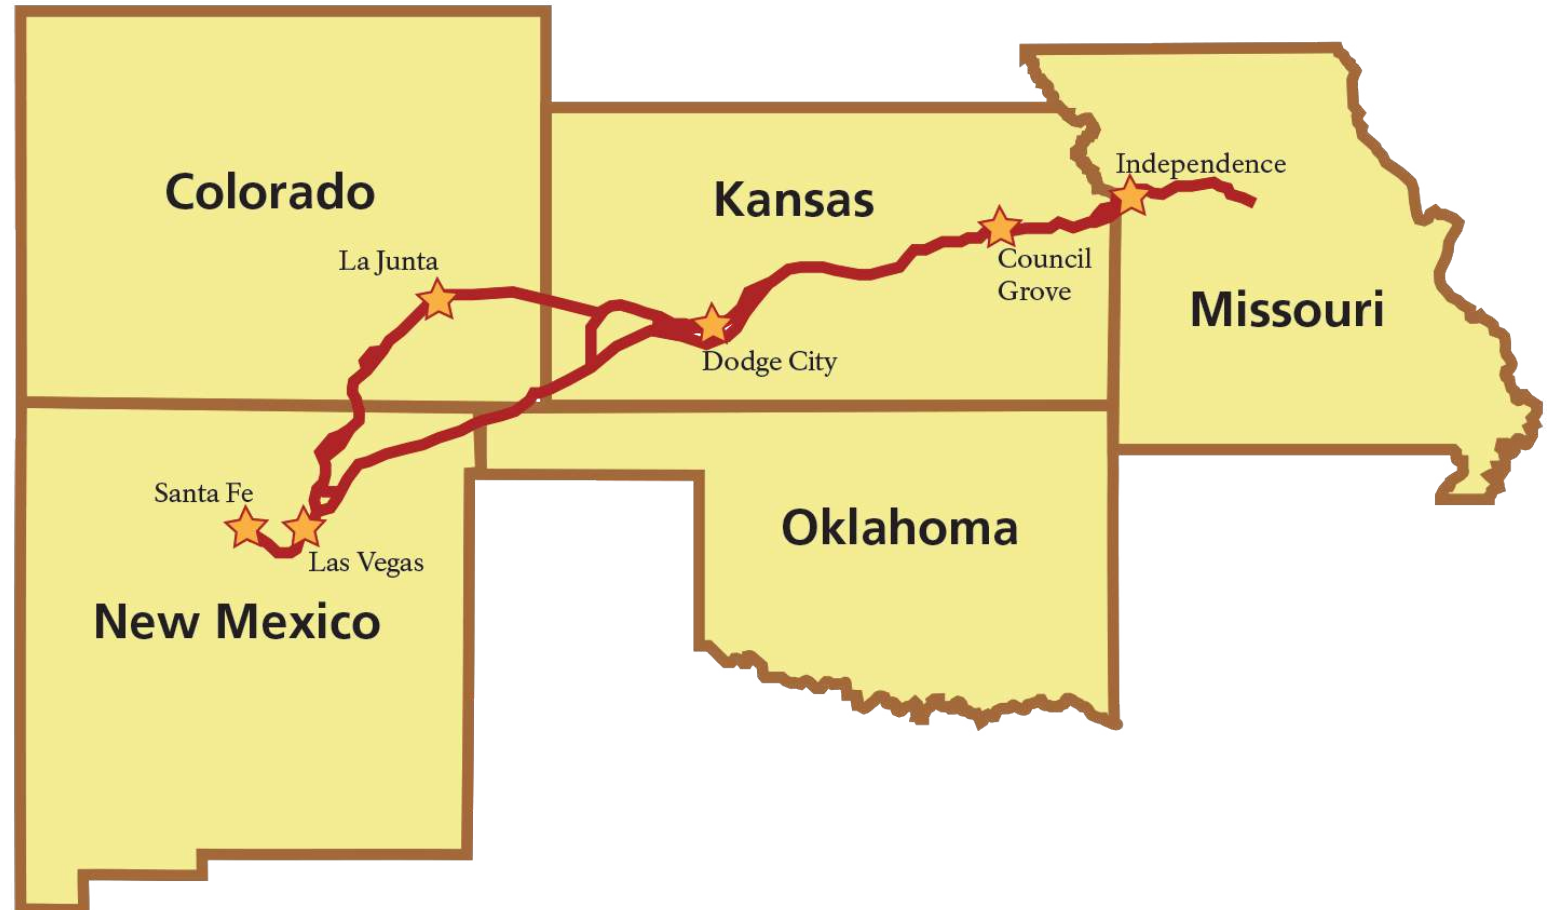 Independence
Colorado
Kansas
La Junta
Council
Grove
Missouri
Dodge City
Santa Fe
Oklahoma
Las Vegas
New Mexico